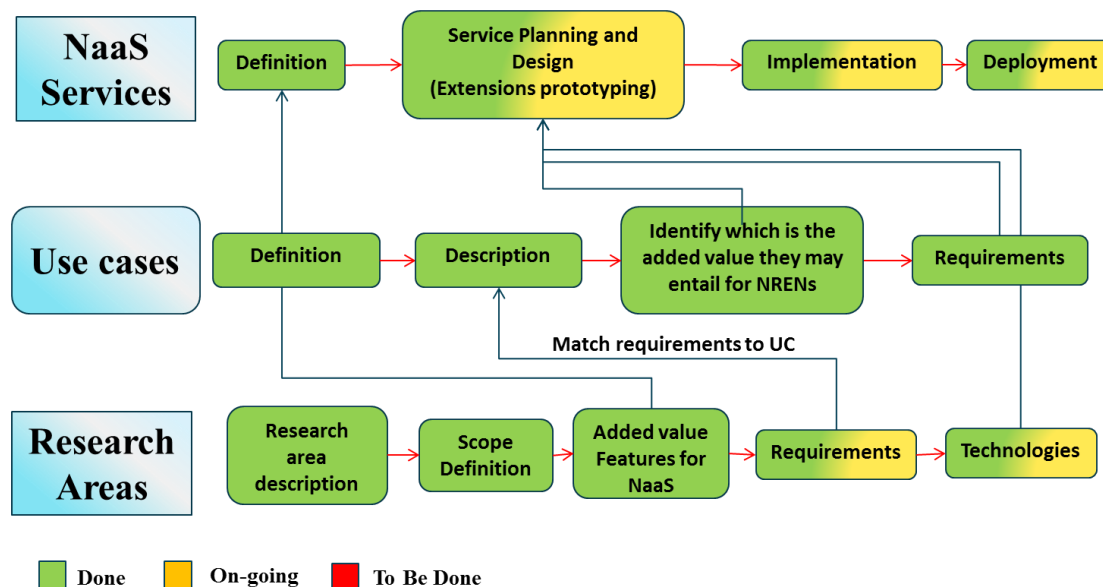 NaaS
Services
Definition
Service Planning and
Design
(Extensions prototyping)
Implementation
Deployment
Use cases
Definition
Description
Identify which is the
added value they may
entail for NRENs
Requirements
Match requirements to UC
Research
Areas
Research
area
description
Scope
Definition
Added value
Features for
NaaS
Requirements
Technologies
Done
On-going
To Be Done